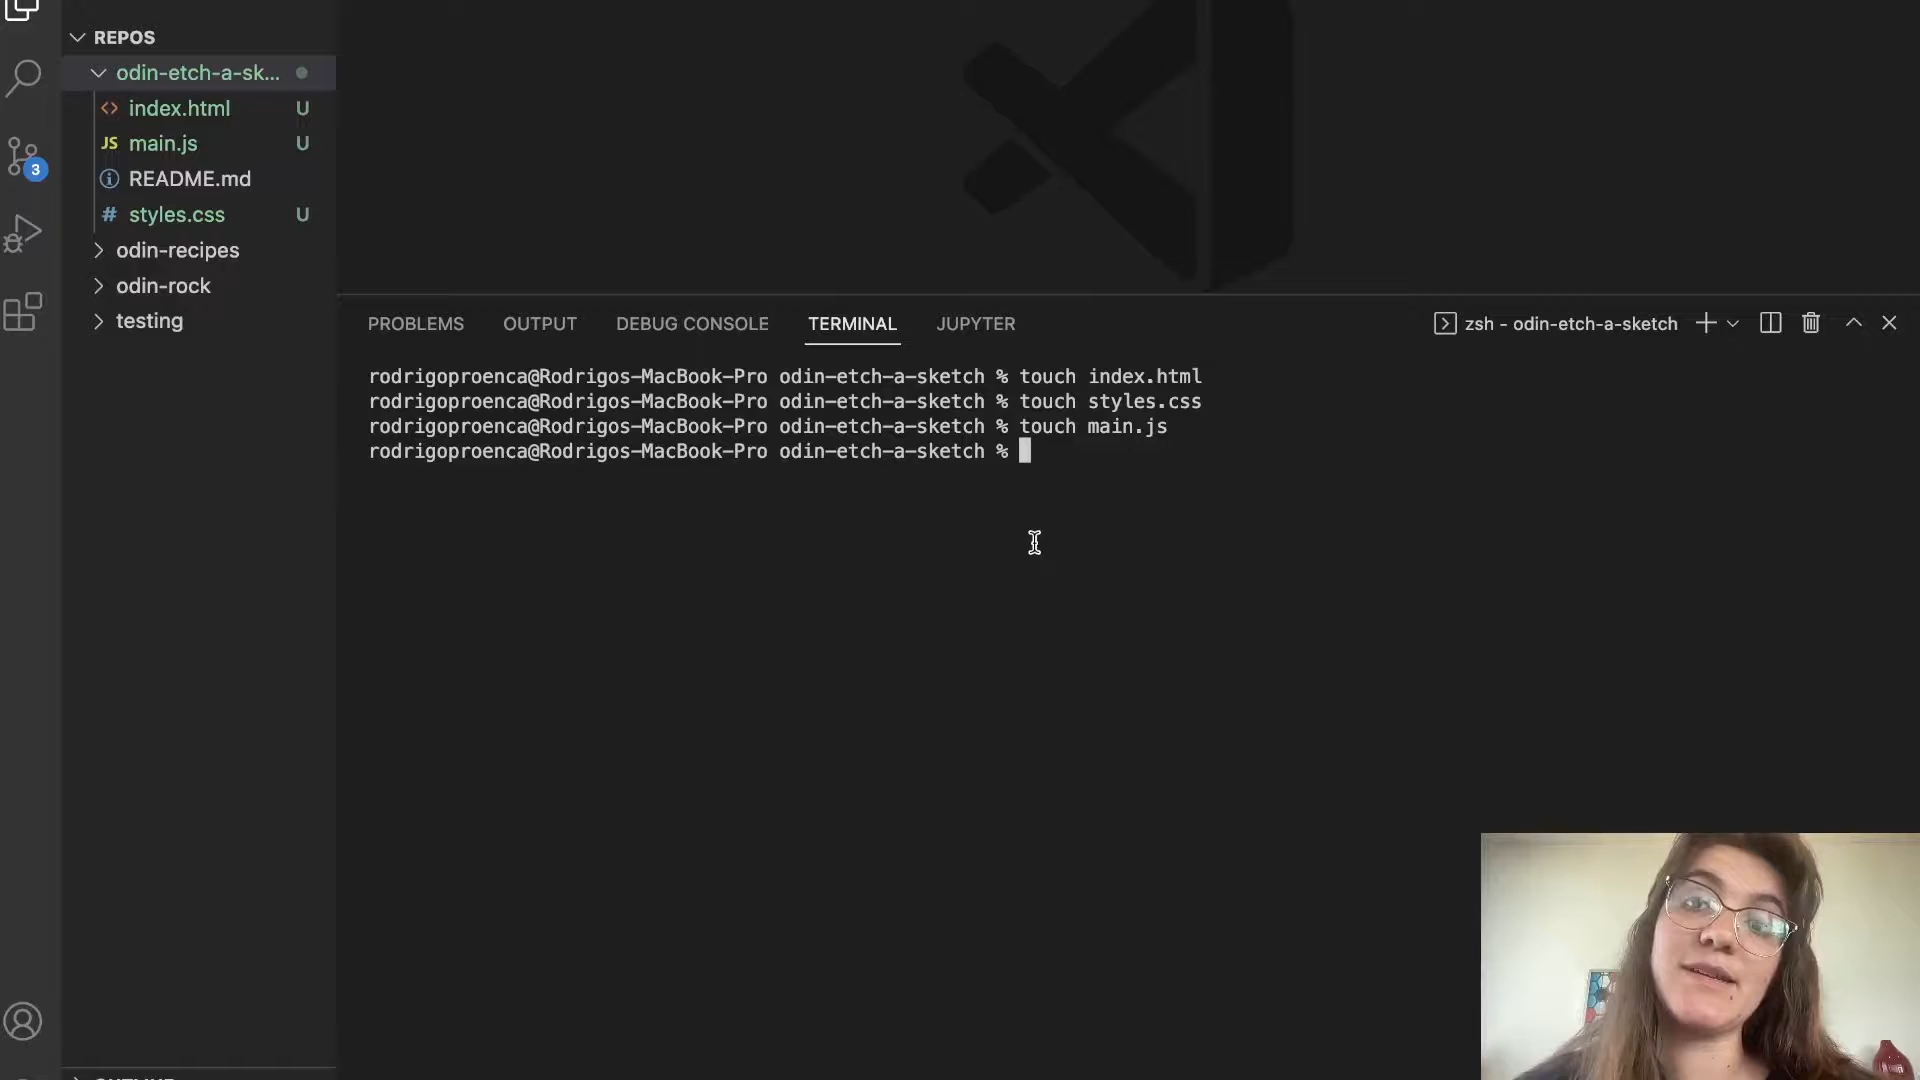 REPOS
odin-etch-a-sk...
index.html U
JS main.js U
README.md
# styles.css U
odin-recipes
odin-rock
testing
3
PROBLEMS OUTPUT DEBUG CONSOLE TERMINAL JUPYTER zsh - odin-etch-a-sketch
rodrigoproenca@Rodrigos-MacBook-Pro odin-etch-a-sketch % touch index.html
rodrigoproenca@Rodrigos-MacBook-Pro odin-etch-a-sketch % touch styles.css
rodrigoproenca@Rodrigos-MacBook-Pro odin-etch-a-sketch % touch main.js
rodrigoproenca@Rodrigos-MacBook-Pro odin-etch-a-sketch %